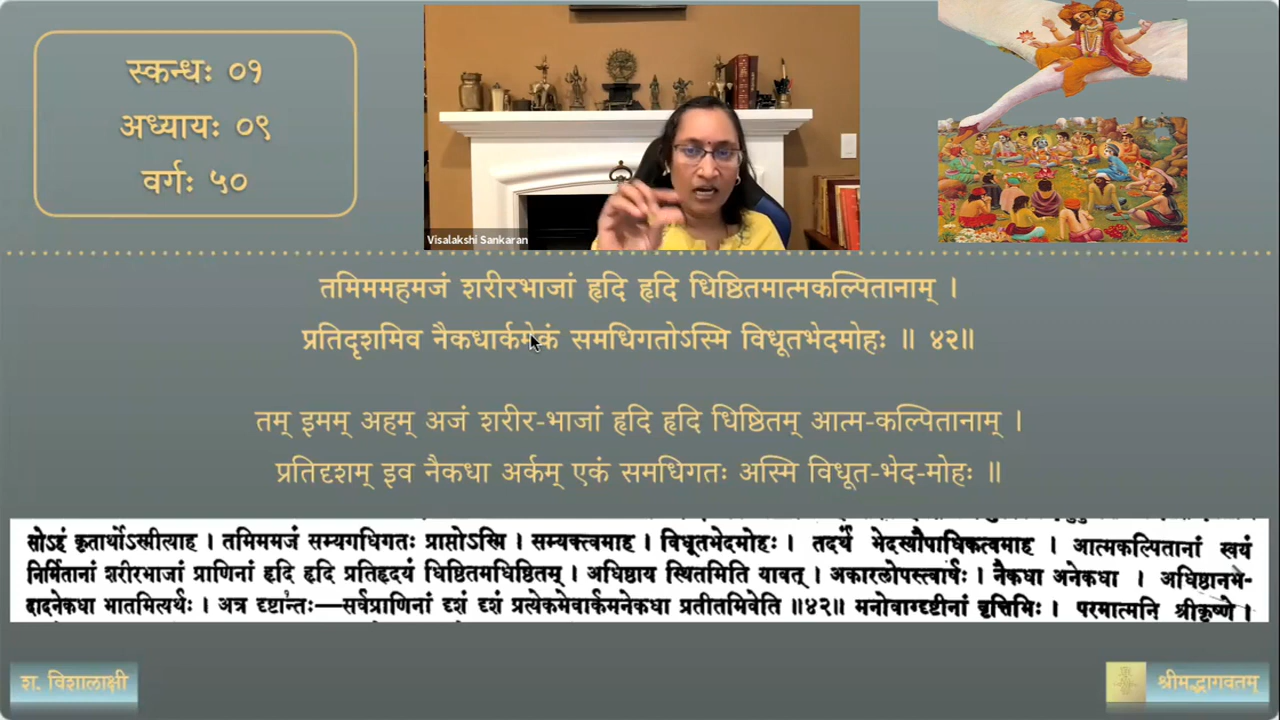 स्कन्धः ०१
अध्यायः ०९
वर्गः ५०
Visalakshi Sankaran
तमिममहमजं शरीरभाजां हृदि हृदि धिष्ठितमात्मकल्पितानाम् ।
प्रतिदृशमिव नैकधार्कमेकं समधिगतोऽस्मि विधूतभेदमोहः ॥ ४२॥
तम् इमम् अहम् अजं शरीर-भाजां हृदि हृदि धिष्ठितम् आत्म-कल्पितानाम् ।
प्रतिदृशम् इव नैकधा अर्कम् एकं समधिगतः अस्मि विधूत-भेद-मोहः ॥
सोऽहं कृतार्थोऽस्मीत्याह । तमिममजं सम्यगधिगतः प्राप्तोऽस्मि । सम्यक्त्वमाह । विधूतभेदमोहः । तदर्थं भेदस्यौपाधिकत्वमाह । आत्मकल्पितानां स्वयं
निर्मितानां शरीरभाजां प्राणिनां हृदि हृदि प्रतिहृदयं धिष्ठितमधिष्ठितम् । अधिष्ठाय स्थितमिति यावत् । अकारलोपस्त्वार्षः । नैकधा अनेकधा । अधिष्ठानभे-
दादनेकधा भातमित्यर्थः । अत्र दृष्टान्तः—सर्वप्राणिनां दृशं दृशं प्रत्येकमेवार्कमनेकधा प्रतीतमिवेति ॥४२॥ मनोवाग्दृष्टीनां वृत्तिभिः । परमात्मनि श्रीकृष्णे ।
श. विशालाक्षी
श्रीमद्भागवतम्